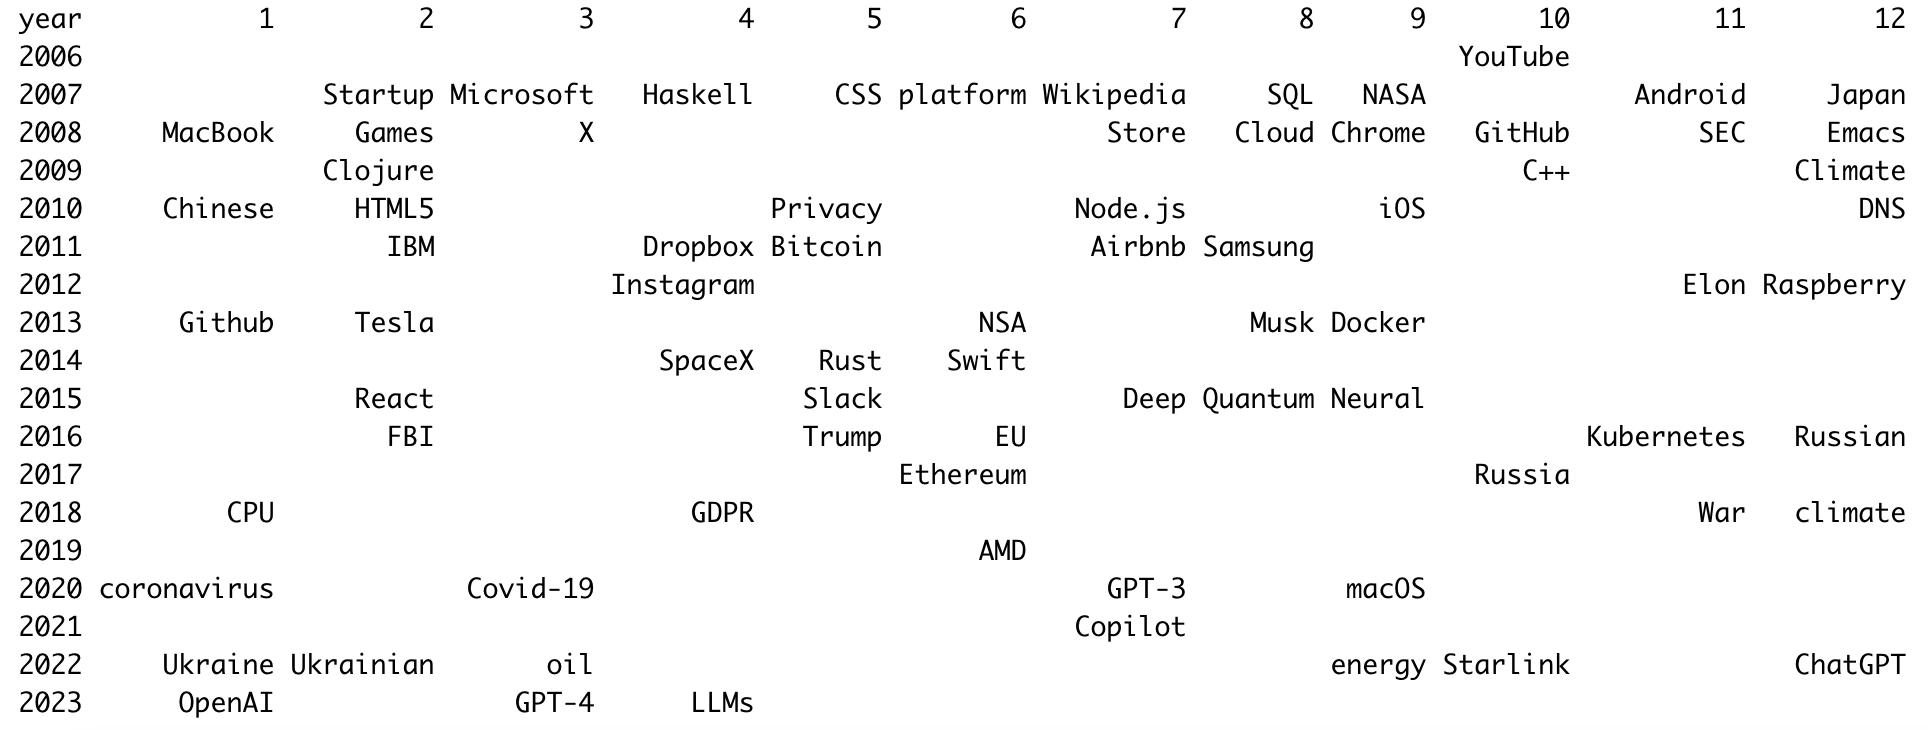 year 1 2 3 4 5 6 7 8 9 10 11 12
2006 YouTube
2007 Startup Microsoft Haskell CSS platform Wikipedia SQL NASA Android Japan
2008 MacBook Games X Store Cloud Chrome GitHub SEC Emacs
2009 Clojure C++ Climate
2010 Chinese HTML5 Privacy Node.js iOS DNS
2011 IBM Dropbox Bitcoin Airbnb Samsung
2012 Instagram Elon Raspberry
2013 Github Tesla NSA Musk Docker
2014 SpaceX Rust Swift
2015 React Slack Deep Quantum Neural
2016 FBI Trump EU Kubernetes Russian
2017 Ethereum Russia
2018 CPU GDPR War climate
2019 AMD
2020 coronavirus Covid-19 GPT-3 macOS
2021 Copilot
2022 Ukraine Ukrainian oil energy Starlink ChatGPT
2023 OpenAI GPT-4 LLMs